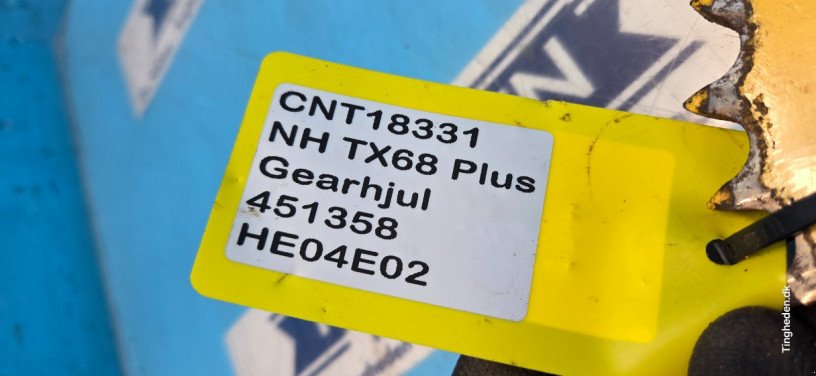 CNT18331
NH TX68 Plus
Gearhjul
451358
HE04E02
Tingheden.dk